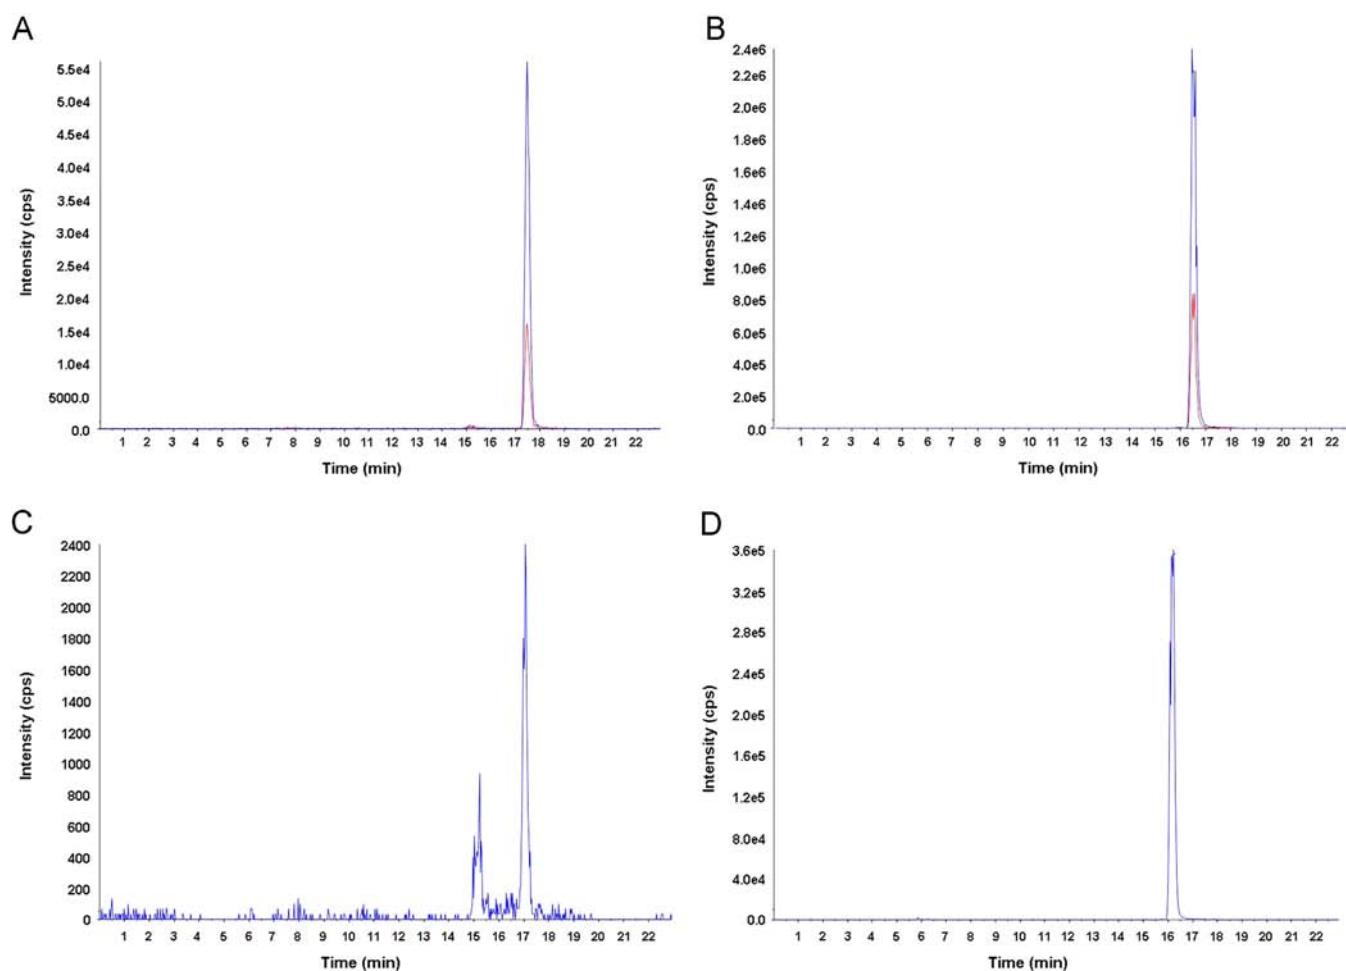 A
5.5e4
5.0e4
4.5e4
4.0e4
3.5e4
3.0e4
2.5e4
2.0e4
1.5e4
1.0e4
5000.0
0.0
Intensity (cps)
1 2 3 4 5 6 7 8 9 10 11 12 13 14 15 16 17 18 19 20 21 22
Time (min)
B
2.4e6
2.2e6
2.0e6
1.8e6
1.6e6
1.4e6
1.2e6
1.0e6
8.0e5
6.0e5
4.0e5
2.0e5
0.0
Intensity (cps)
1 2 3 4 5 6 7 8 9 10 11 12 13 14 15 16 17 18 19 20 21 22
Time (min)
C
2400
2200
2000
1800
1600
1400
1200
1000
800
600
400
200
0
Intensity (cps)
1 2 3 4 5 6 7 8 9 10 11 12 13 14 15 16 17 18 19 20 21 22
Time (min)
D
3.6e5
3.2e5
2.8e5
2.4e5
2.0e5
1.6e5
1.2e5
8.0e4
4.0e4
0.0
Intensity (cps)
1 2 3 4 5 6 7 8 9 10 11 12 13 14 15 16 17 18 19 20 21 22
Time (min)